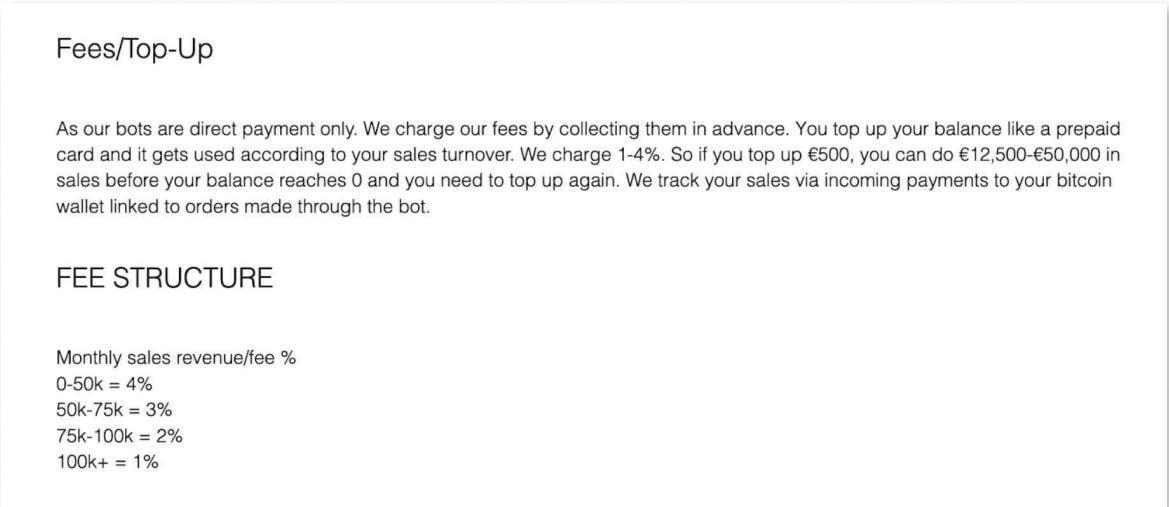 Fees/Top-Up
As our bots are direct payment only. We charge our fees by collecting them in advance. You top up your balance like a prepaid
card and it gets used according to your sales turnover. We charge 1-4%. So if you top up €500, you can do €12,500-€50,000 in
sales before your balance reaches 0 and you need to top up again. We track your sales via incoming payments to your bitcoin
wallet linked to orders made through the bot.
FEE STRUCTURE
Monthly sales revenue/fee %
0-50k = 4%
50k-75k = 3%
75k-100k = 2%
100k+ = 1%